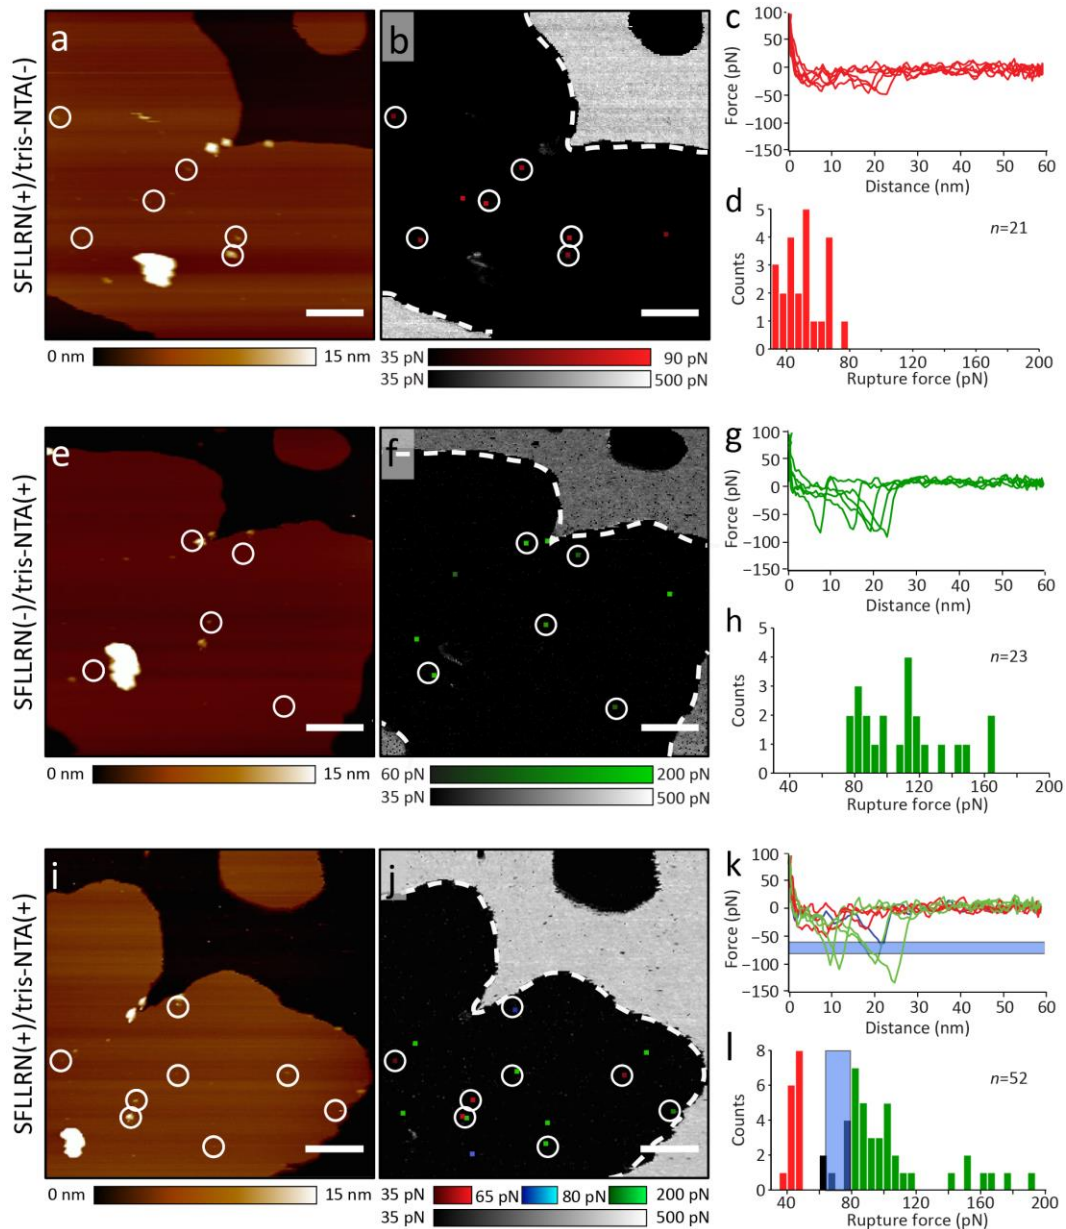 SFLLRN(+)/tris-NTA(-)
a
0 nm 15 nm
b
35 pN 90 pN
35 pN 500 pN
c
Force (pN)
100
50
0
−50
−100
−150
0 10 20 30 40 50 60
Distance (nm)
d
n=21
Counts
5
4
3
2
1
0
40 80 120 160 200
Rupture force (pN)
SFLLRN(-)/tris-NTA(+)
e
0 nm 15 nm
f
60 pN 200 pN
35 pN 500 pN
g
Force (pN)
100
50
0
−50
−100
−150
0 10 20 30 40 50 60
Distance (nm)
h
n=23
Counts
5
4
3
2
1
0
40 80 120 160 200
Rupture force (pN)
SFLLRN(+)/tris-NTA(+)
i
0 nm 15 nm
j
35 pN 65 pN 80 pN 200 pN
35 pN 500 pN
k
Force (pN)
100
50
0
−50
−100
−150
0 10 20 30 40 50 60
Distance (nm)
l
n=52
Counts
8
6
4
2
0
40 80 120 160 200
Rupture force (pN)